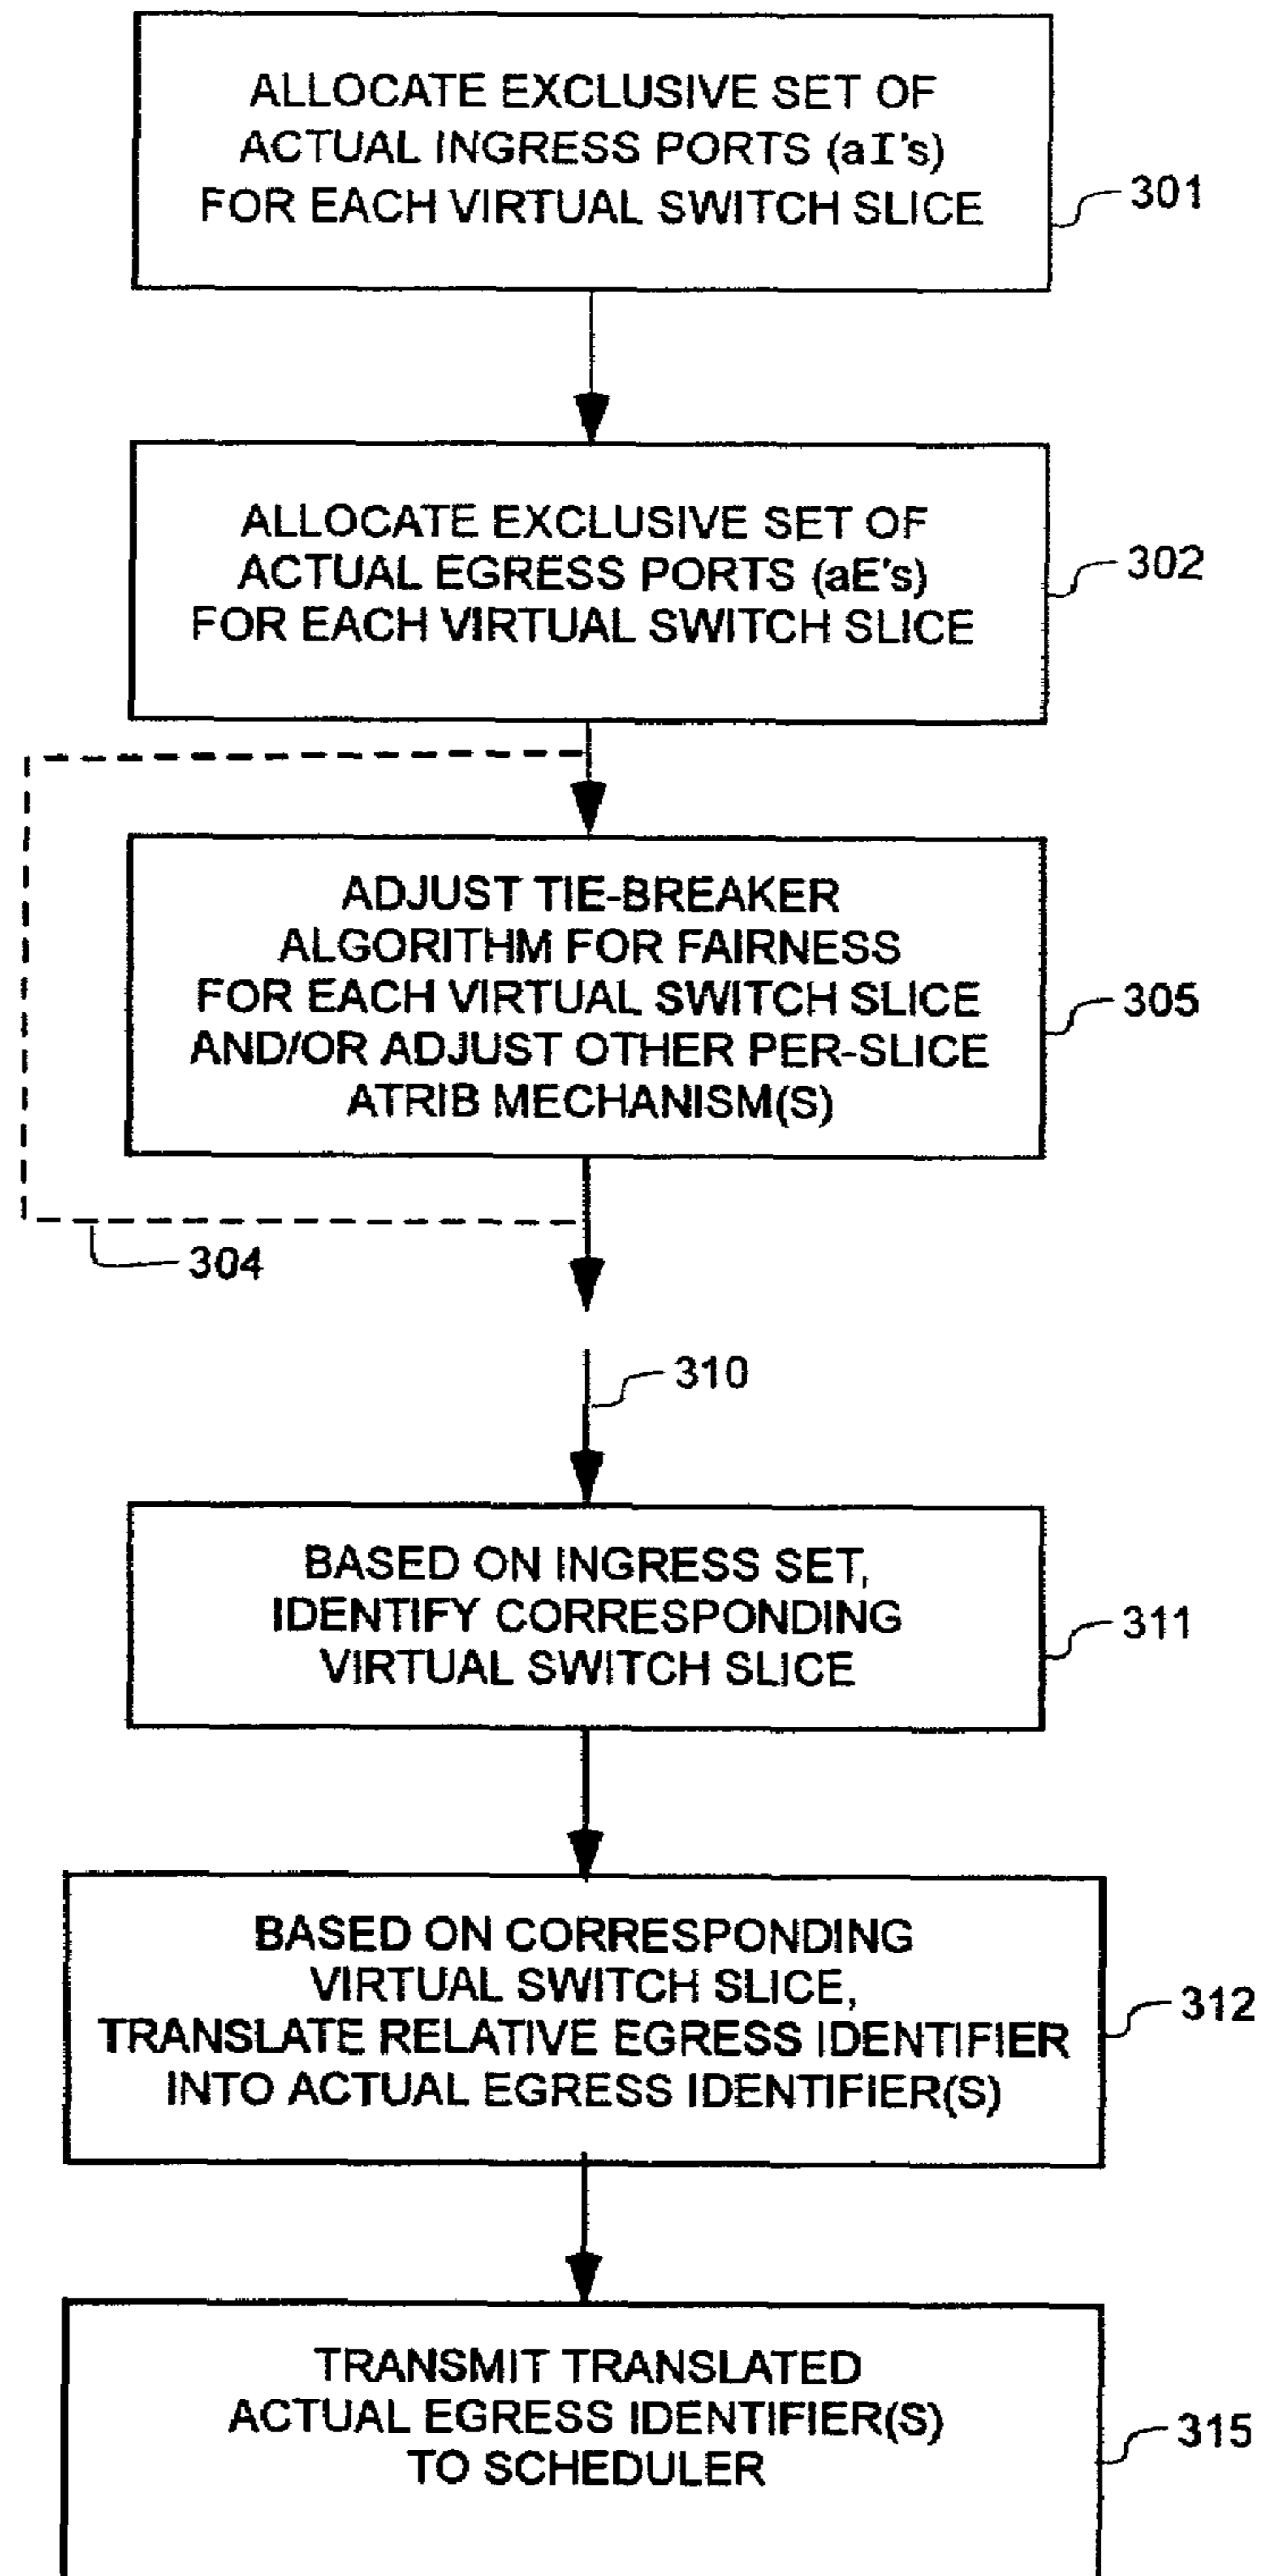 ALLOCATE EXCLUSIVE SET OF
ACTUAL INGRESS PORTS (aI's)
FOR EACH VIRTUAL SWITCH SLICE
301
ALLOCATE EXCLUSIVE SET OF
ACTUAL EGRESS PORTS (aE's)
FOR EACH VIRTUAL SWITCH SLICE
302
ADJUST TIE-BREAKER
ALGORITHM FOR FAIRNESS
FOR EACH VIRTUAL SWITCH SLICE
AND/OR ADJUST OTHER PER-SLICE
ATRIB MECHANISM(S)
305
304
310
BASED ON INGRESS SET,
IDENTIFY CORRESPONDING
VIRTUAL SWITCH SLICE
311
BASED ON CORRESPONDING
VIRTUAL SWITCH SLICE,
TRANSLATE RELATIVE EGRESS IDENTIFIER
INTO ACTUAL EGRESS IDENTIFIER(S)
312
TRANSMIT TRANSLATED
ACTUAL EGRESS IDENTIFIER(S)
TO SCHEDULER
315